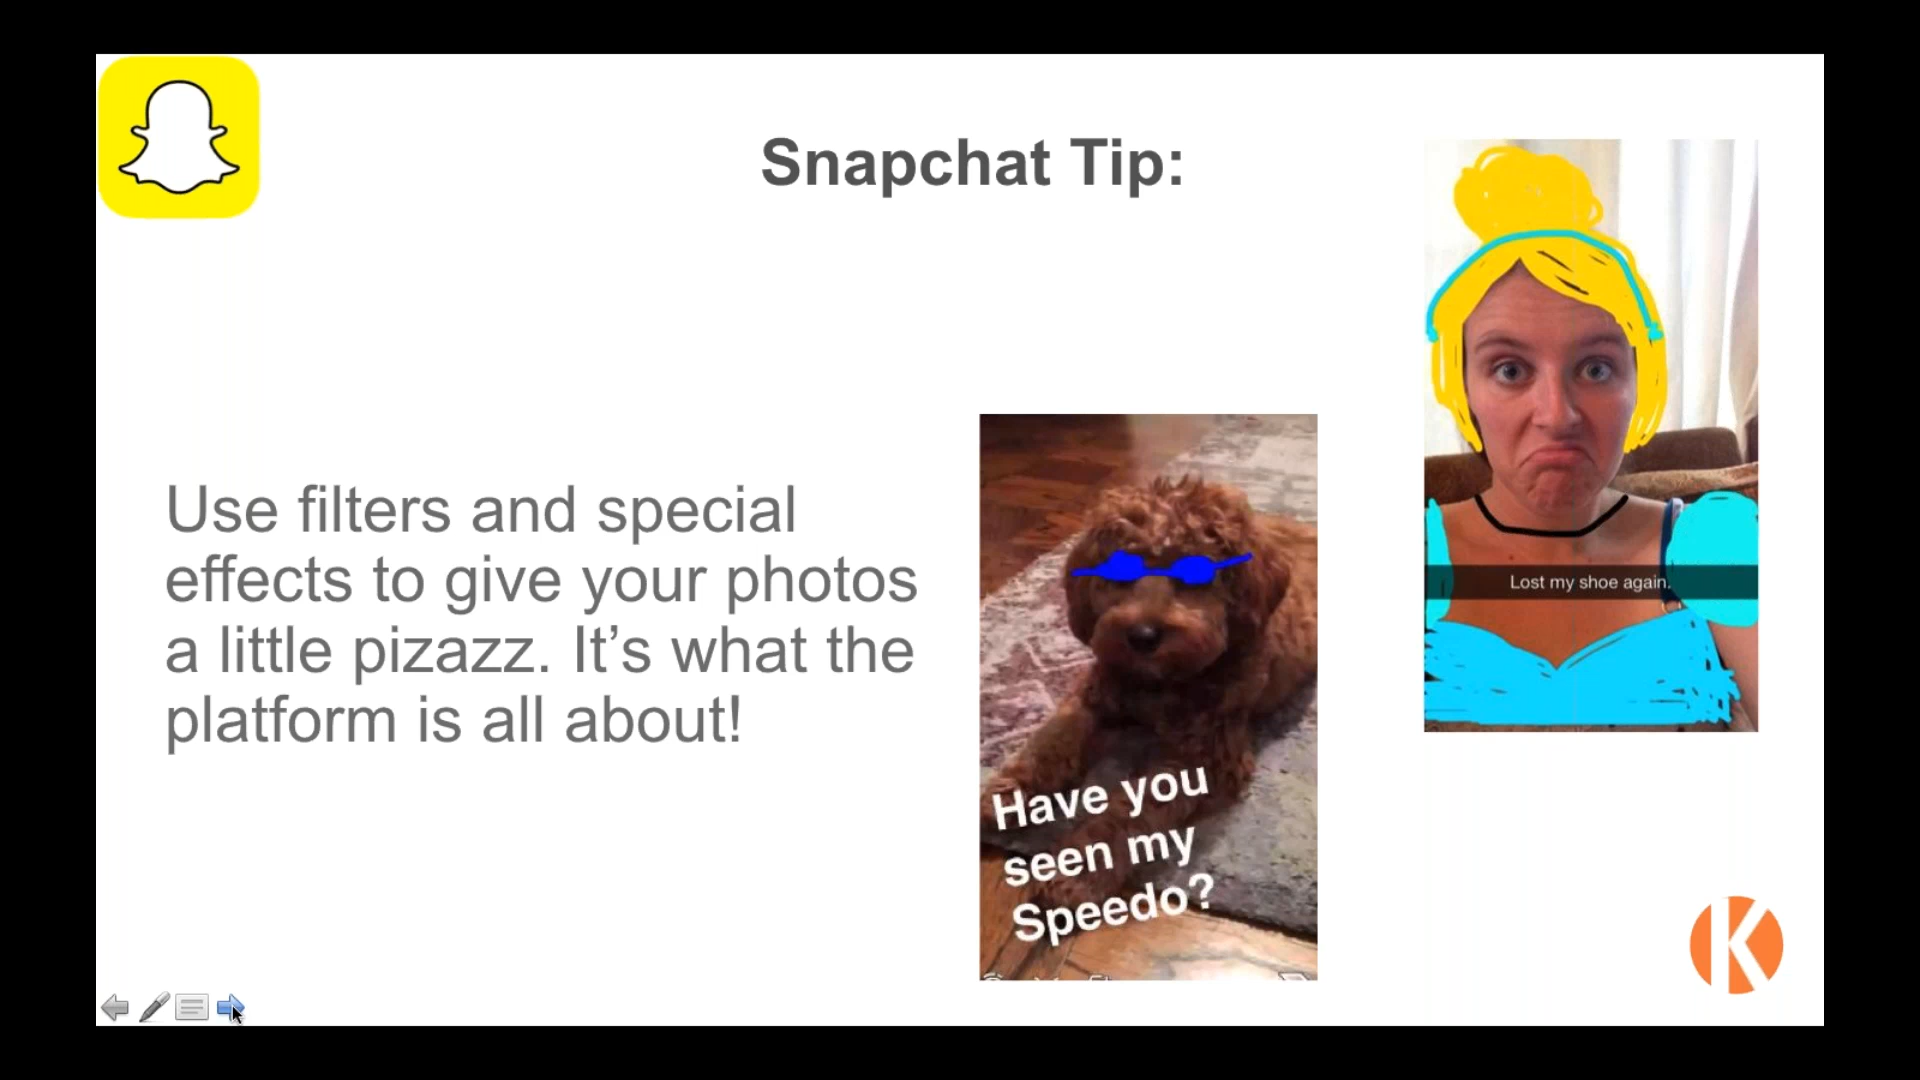 Snapchat Tip:
Use filters and special
effects to give your photos
a little pizazz. It’s what the
platform is all about!
Have you
seen my
Speedo?
Lost my shoe again.
K